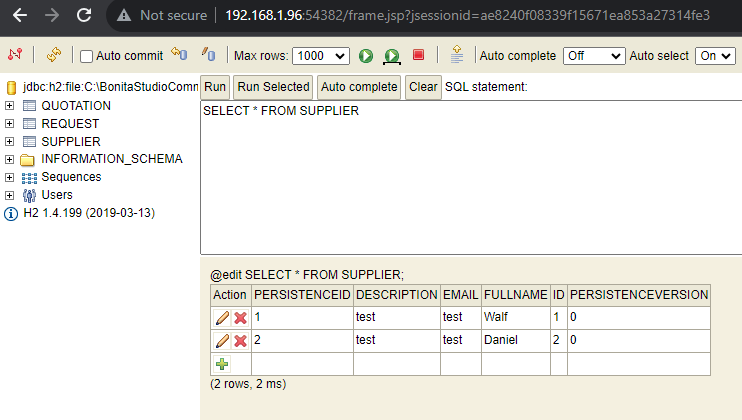 Not secure 192.168.1.96:54382/frame.jsp?jsessionid=ae8240f08339f15671ea853a27314fe3
Auto commit Max rows: 1000 Auto complete Off Auto select On
jdbc:h2:file:C:\BonitaStudioComm
QUOTATION
REQUEST
SUPPLIER
INFORMATION_SCHEMA
Sequences
Users
H2 1.4.199 (2019-03-13)
Run Run Selected Auto complete Clear SQL statement:
SELECT * FROM SUPPLIER
@edit SELECT * FROM SUPPLIER;
Action PERSISTENCEID DESCRIPTION EMAIL FULLNAME ID PERSISTENCEVERSION
1 test test Walf 1 0
2 test test Daniel 2 0
(2 rows, 2 ms)